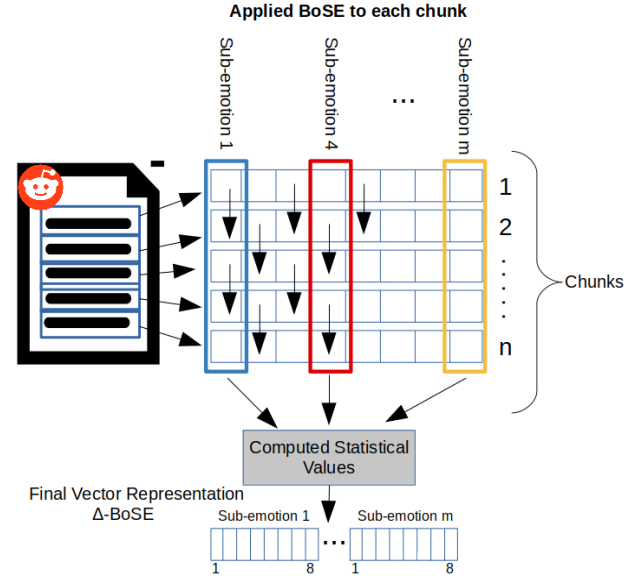 Applied BoSE to each chunk
Sub-emotion 1
Sub-emotion 4
...
Sub-emotion m
1
2
.
.
.
.
.
n
Chunks
Computed Statistical
Values
Final Vector Representation
Δ-BoSE
Sub-emotion 1
Sub-emotion m
...
1
8
1
8